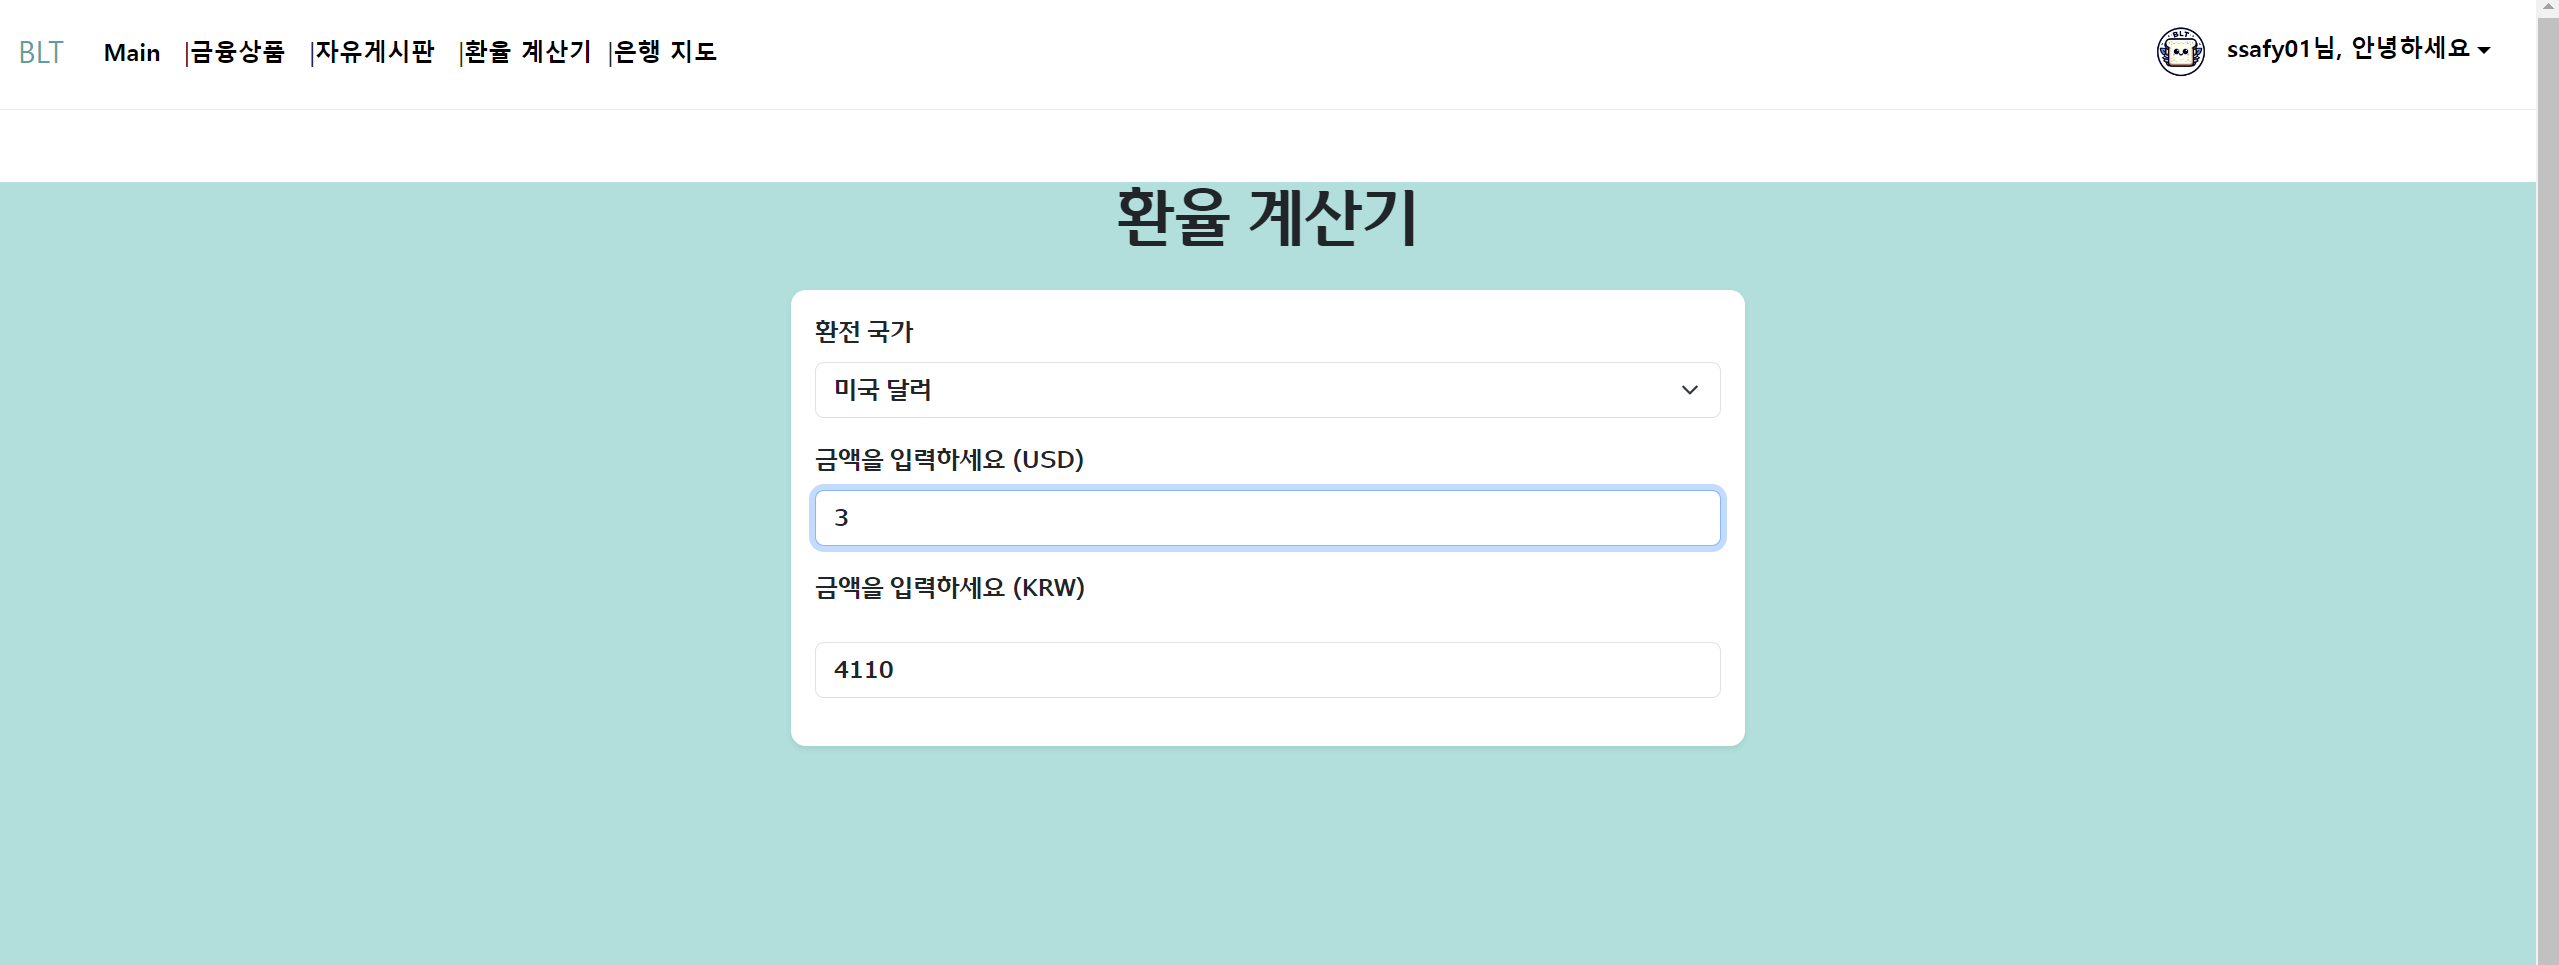 BLT Main |금융상품 |자유게시판 |환율 계산기 |은행 지도
BLT
ssafy01님, 안녕하세요
환율 계산기
환전 국가
미국 달러
금액을 입력하세요 (USD)
3
금액을 입력하세요 (KRW)
4110